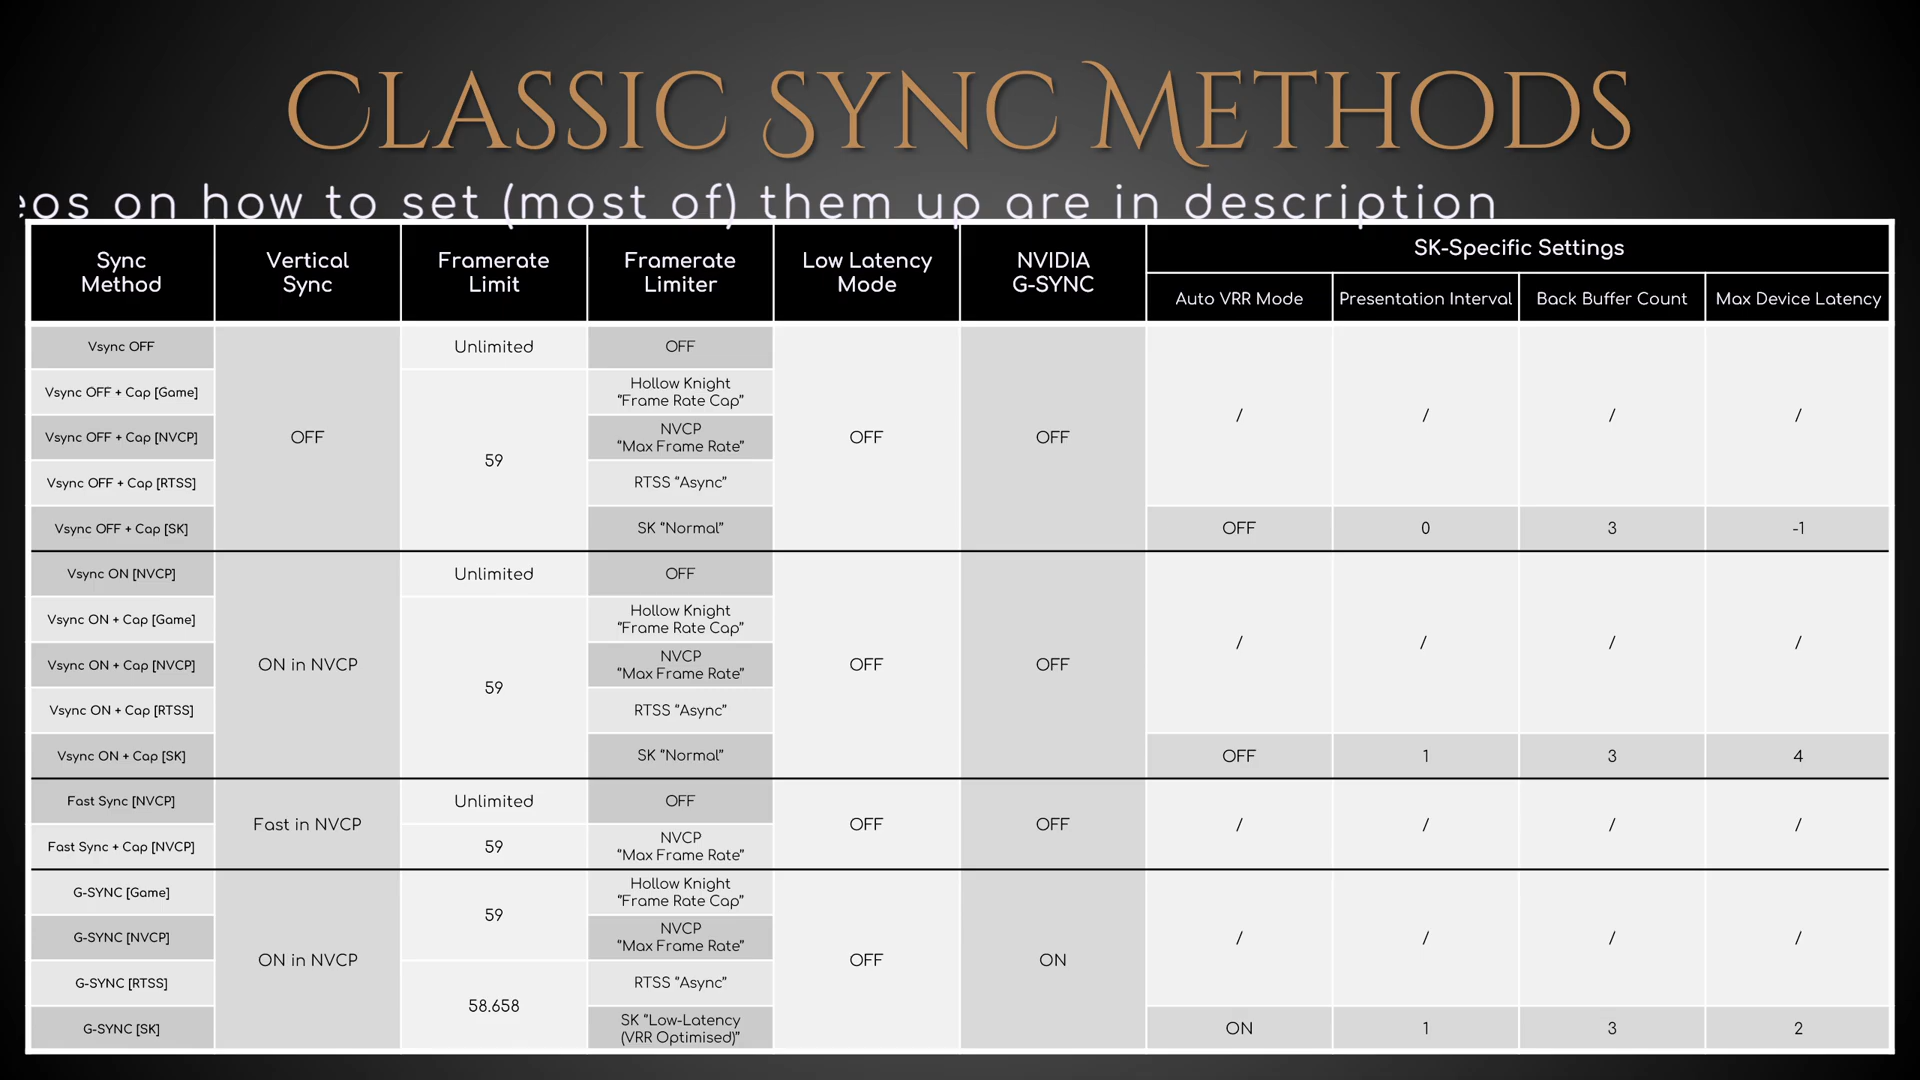 Classic Sync Methods
eos on how to set (most of) them up are in description
Sync Method
Vertical Sync
Framerate Limit
Framerate Limiter
Low Latency Mode
NVIDIA G-SYNC
SK-Specific Settings
Auto VRR Mode
Presentation Interval
Back Buffer Count
Max Device Latency
Vsync OFF
Vsync OFF + Cap [Game]
Vsync OFF + Cap [NVCP]
Vsync OFF + Cap [RTSS]
Vsync OFF + Cap [SK]
OFF
Unlimited
59
OFF
Hollow Knight
“Frame Rate Cap”
NVCP
“Max Frame Rate”
RTSS “Async”
SK “Normal”
OFF
OFF
/
/
/
/
OFF
0
3
-1
Vsync ON [NVCP]
Vsync ON + Cap [Game]
Vsync ON + Cap [NVCP]
Vsync ON + Cap [RTSS]
Vsync ON + Cap [SK]
ON in NVCP
Unlimited
59
OFF
Hollow Knight
“Frame Rate Cap”
NVCP
“Max Frame Rate”
RTSS “Async”
SK “Normal”
OFF
OFF
/
/
/
/
OFF
1
3
4
Fast Sync [NVCP]
Fast Sync + Cap [NVCP]
Fast in NVCP
Unlimited
59
OFF
NVCP
“Max Frame Rate”
OFF
OFF
/
/
/
/
G-SYNC [Game]
G-SYNC [NVCP]
G-SYNC [RTSS]
G-SYNC [SK]
ON in NVCP
59
58.658
Hollow Knight
“Frame Rate Cap”
NVCP
“Max Frame Rate”
RTSS “Async”
SK “Low-Latency
(VRR Optimised)”
OFF
ON
/
/
/
/
ON
1
3
2